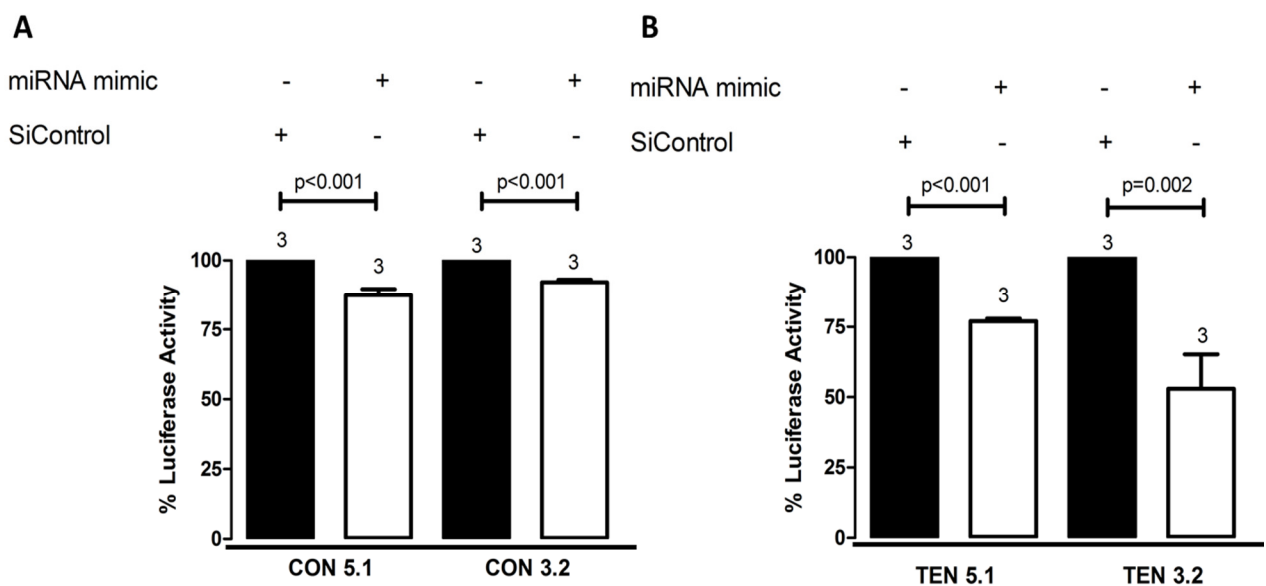 A
miRNA mimic - + - +
SiControl + - + -
p<0.001 p<0.001
3 3 3 3
% Luciferase Activity
100
75
50
25
0
CON 5.1 CON 3.2
B
miRNA mimic - + - +
SiControl + - + -
p<0.001 p=0.002
3 3 3 3
% Luciferase Activity
100
75
50
25
0
TEN 5.1 TEN 3.2